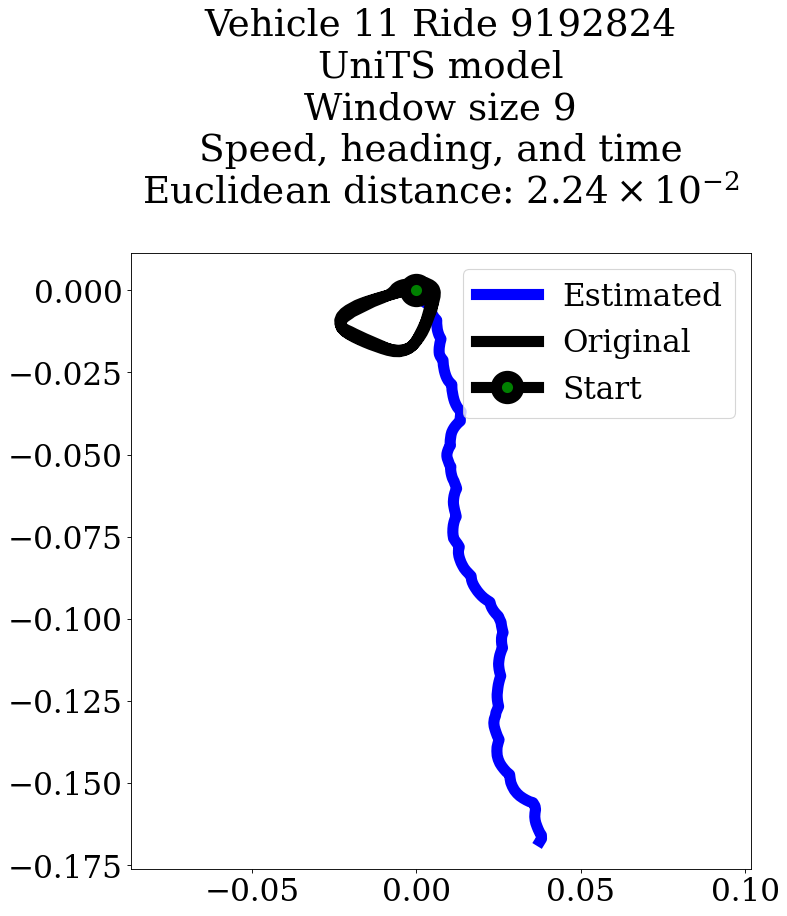 Vehicle 11 Ride 9192824
UniTS model
Window size 9
Speed, heading, and time
Euclidean distance: 2.24 × 10⁻²
Estimated
Original
Start
0.000
−0.025
−0.050
−0.075
−0.100
−0.125
−0.150
−0.175
−0.05 0.00 0.05 0.10